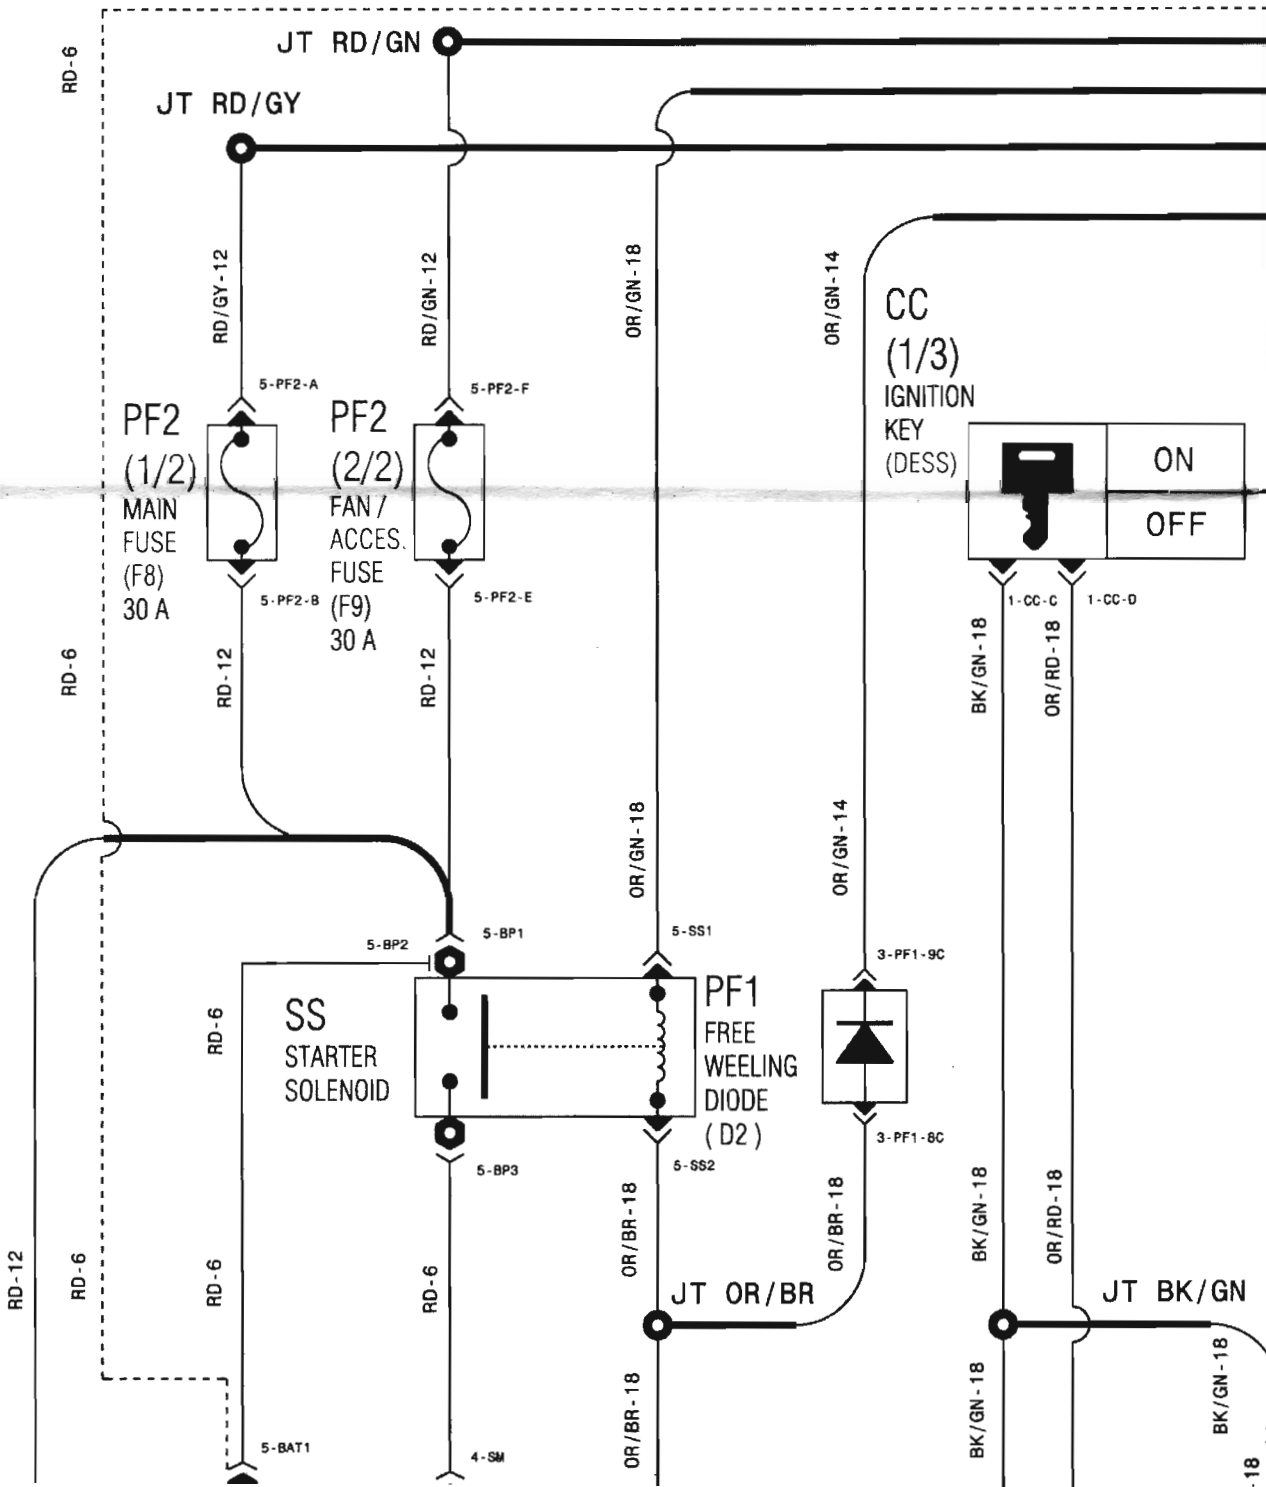 JT RD/GN
RD-6
JT RD/GY
RD/GY-12
RD/GN-12
OR/GN-18
OR/GN-14
CC
(1/3)
IGNITION
KEY
(DESS)
ON
OFF
5-PF2-A
5-PF2-F
PF2
(1/2)
MAIN
FUSE
(F8)
30 A
PF2
(2/2)
FAN /
ACCES.
FUSE
(F9)
30 A
5-PF2-B
5-PF2-E
1-CC-C
1-CC-D
RD-6
RD-12
RD-12
BK/GN-18
OR/RD-18
OR/GN-18
OR/GN-14
5-BP2
5-BP1
5-SS1
3-PF1-9C
RD-6
SS
STARTER
SOLENOID
PF1
FREE
WEELING
DIODE
(D2)
5-BP3
5-SS2
3-PF1-8C
RD-12
RD-6
RD-6
RD-6
OR/BR-18
OR/BR-18
BK/GN-18
OR/RD-18
JT OR/BR
JT BK/GN
5-BAT1
4-SM
OR/BR-18
BK/GN-18
BK/GN-18
-18